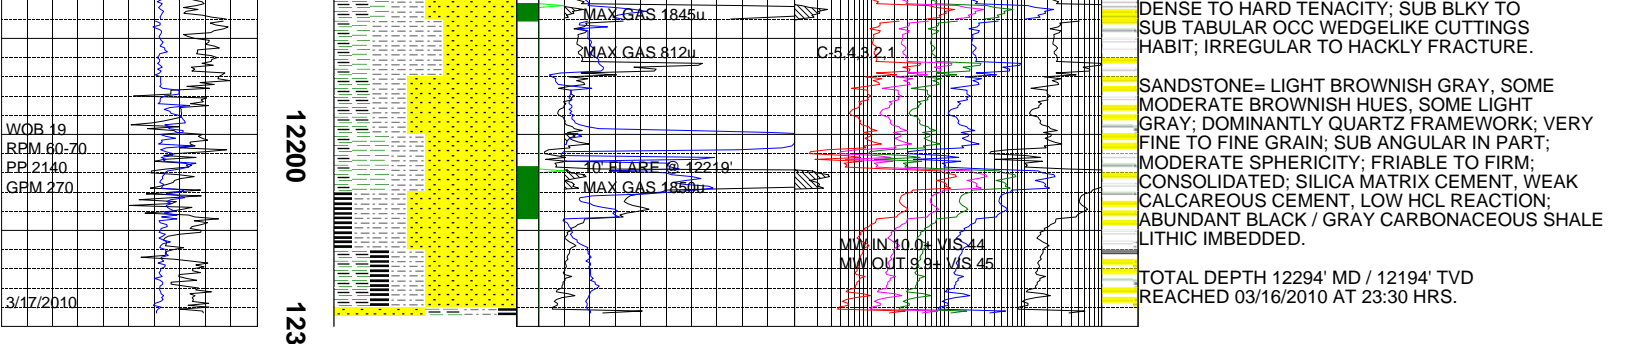 WOB 19
RPM 60-70
PP 2140
GPM 270
3/17/2010
12200
123
MAX GAS 1845u
MAX GAS 812u
C-5,4,3,2,1
10' FLARE @ 12219'
MAX GAS 1850u
MW IN 10.0+ VIS 44
MW OUT 9.9+ VIS 45
DENSE TO HARD TENACITY; SUB BLKY TO
SUB TABULAR OCC WEDGELIKE CUTTINGS
HABIT; IRREGULAR TO HACKLY FRACTURE.
SANDSTONE= LIGHT BROWNISH GRAY, SOME
MODERATE BROWNISH HUES, SOME LIGHT
GRAY; DOMINANTLY QUARTZ FRAMEWORK; VERY
FINE TO FINE GRAIN; SUB ANGULAR IN PART;
MODERATE SPHERICITY; FRIABLE TO FIRM;
CONSOLIDATED; SILICA MATRIX CEMENT, WEAK
CALCAREOUS CEMENT, LOW HCL REACTION;
ABUNDANT BLACK / GRAY CARBONACEOUS SHALE
LITHIC IMBEDDED.
TOTAL DEPTH 12294' MD / 12194' TVD
REACHED 03/16/2010 AT 23:30 HRS.